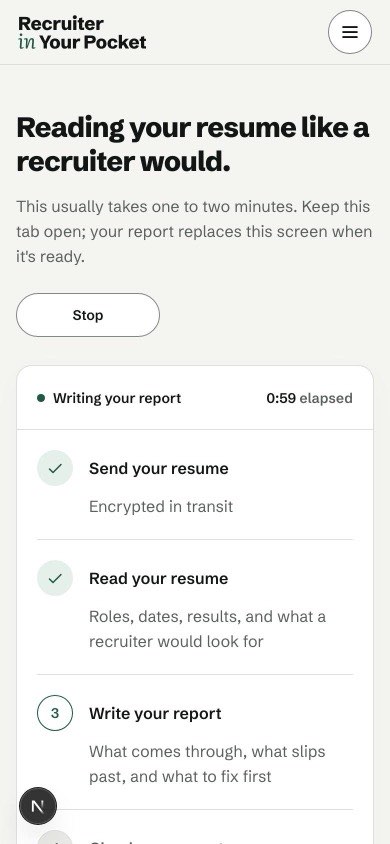 Recruiter
in Your Pocket
Reading your resume like a
recruiter would.
This usually takes one to two minutes. Keep this
tab open; your report replaces this screen when
it's ready.
Stop
Writing your report
0:59 elapsed
Send your resume
Encrypted in transit
Read your resume
Roles, dates, results, and what a
recruiter would look for
3
Write your report
What comes through, what slips
past, and what to fix first
N